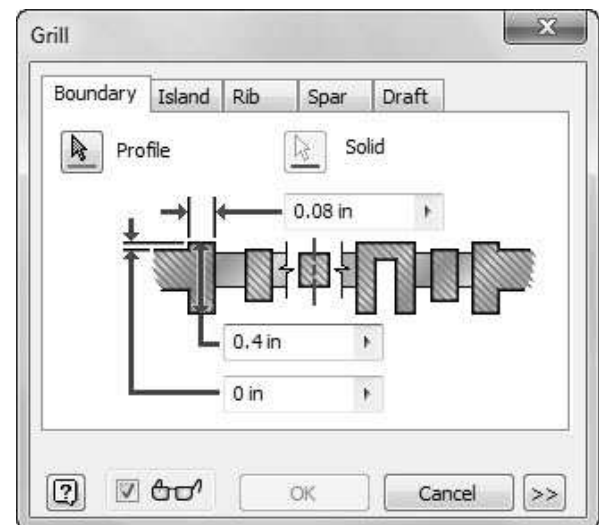 Grill
Boundary Island Rib Spar Draft
Profile Solid
0.08 in
0.4 in
0 in
OK Cancel >>